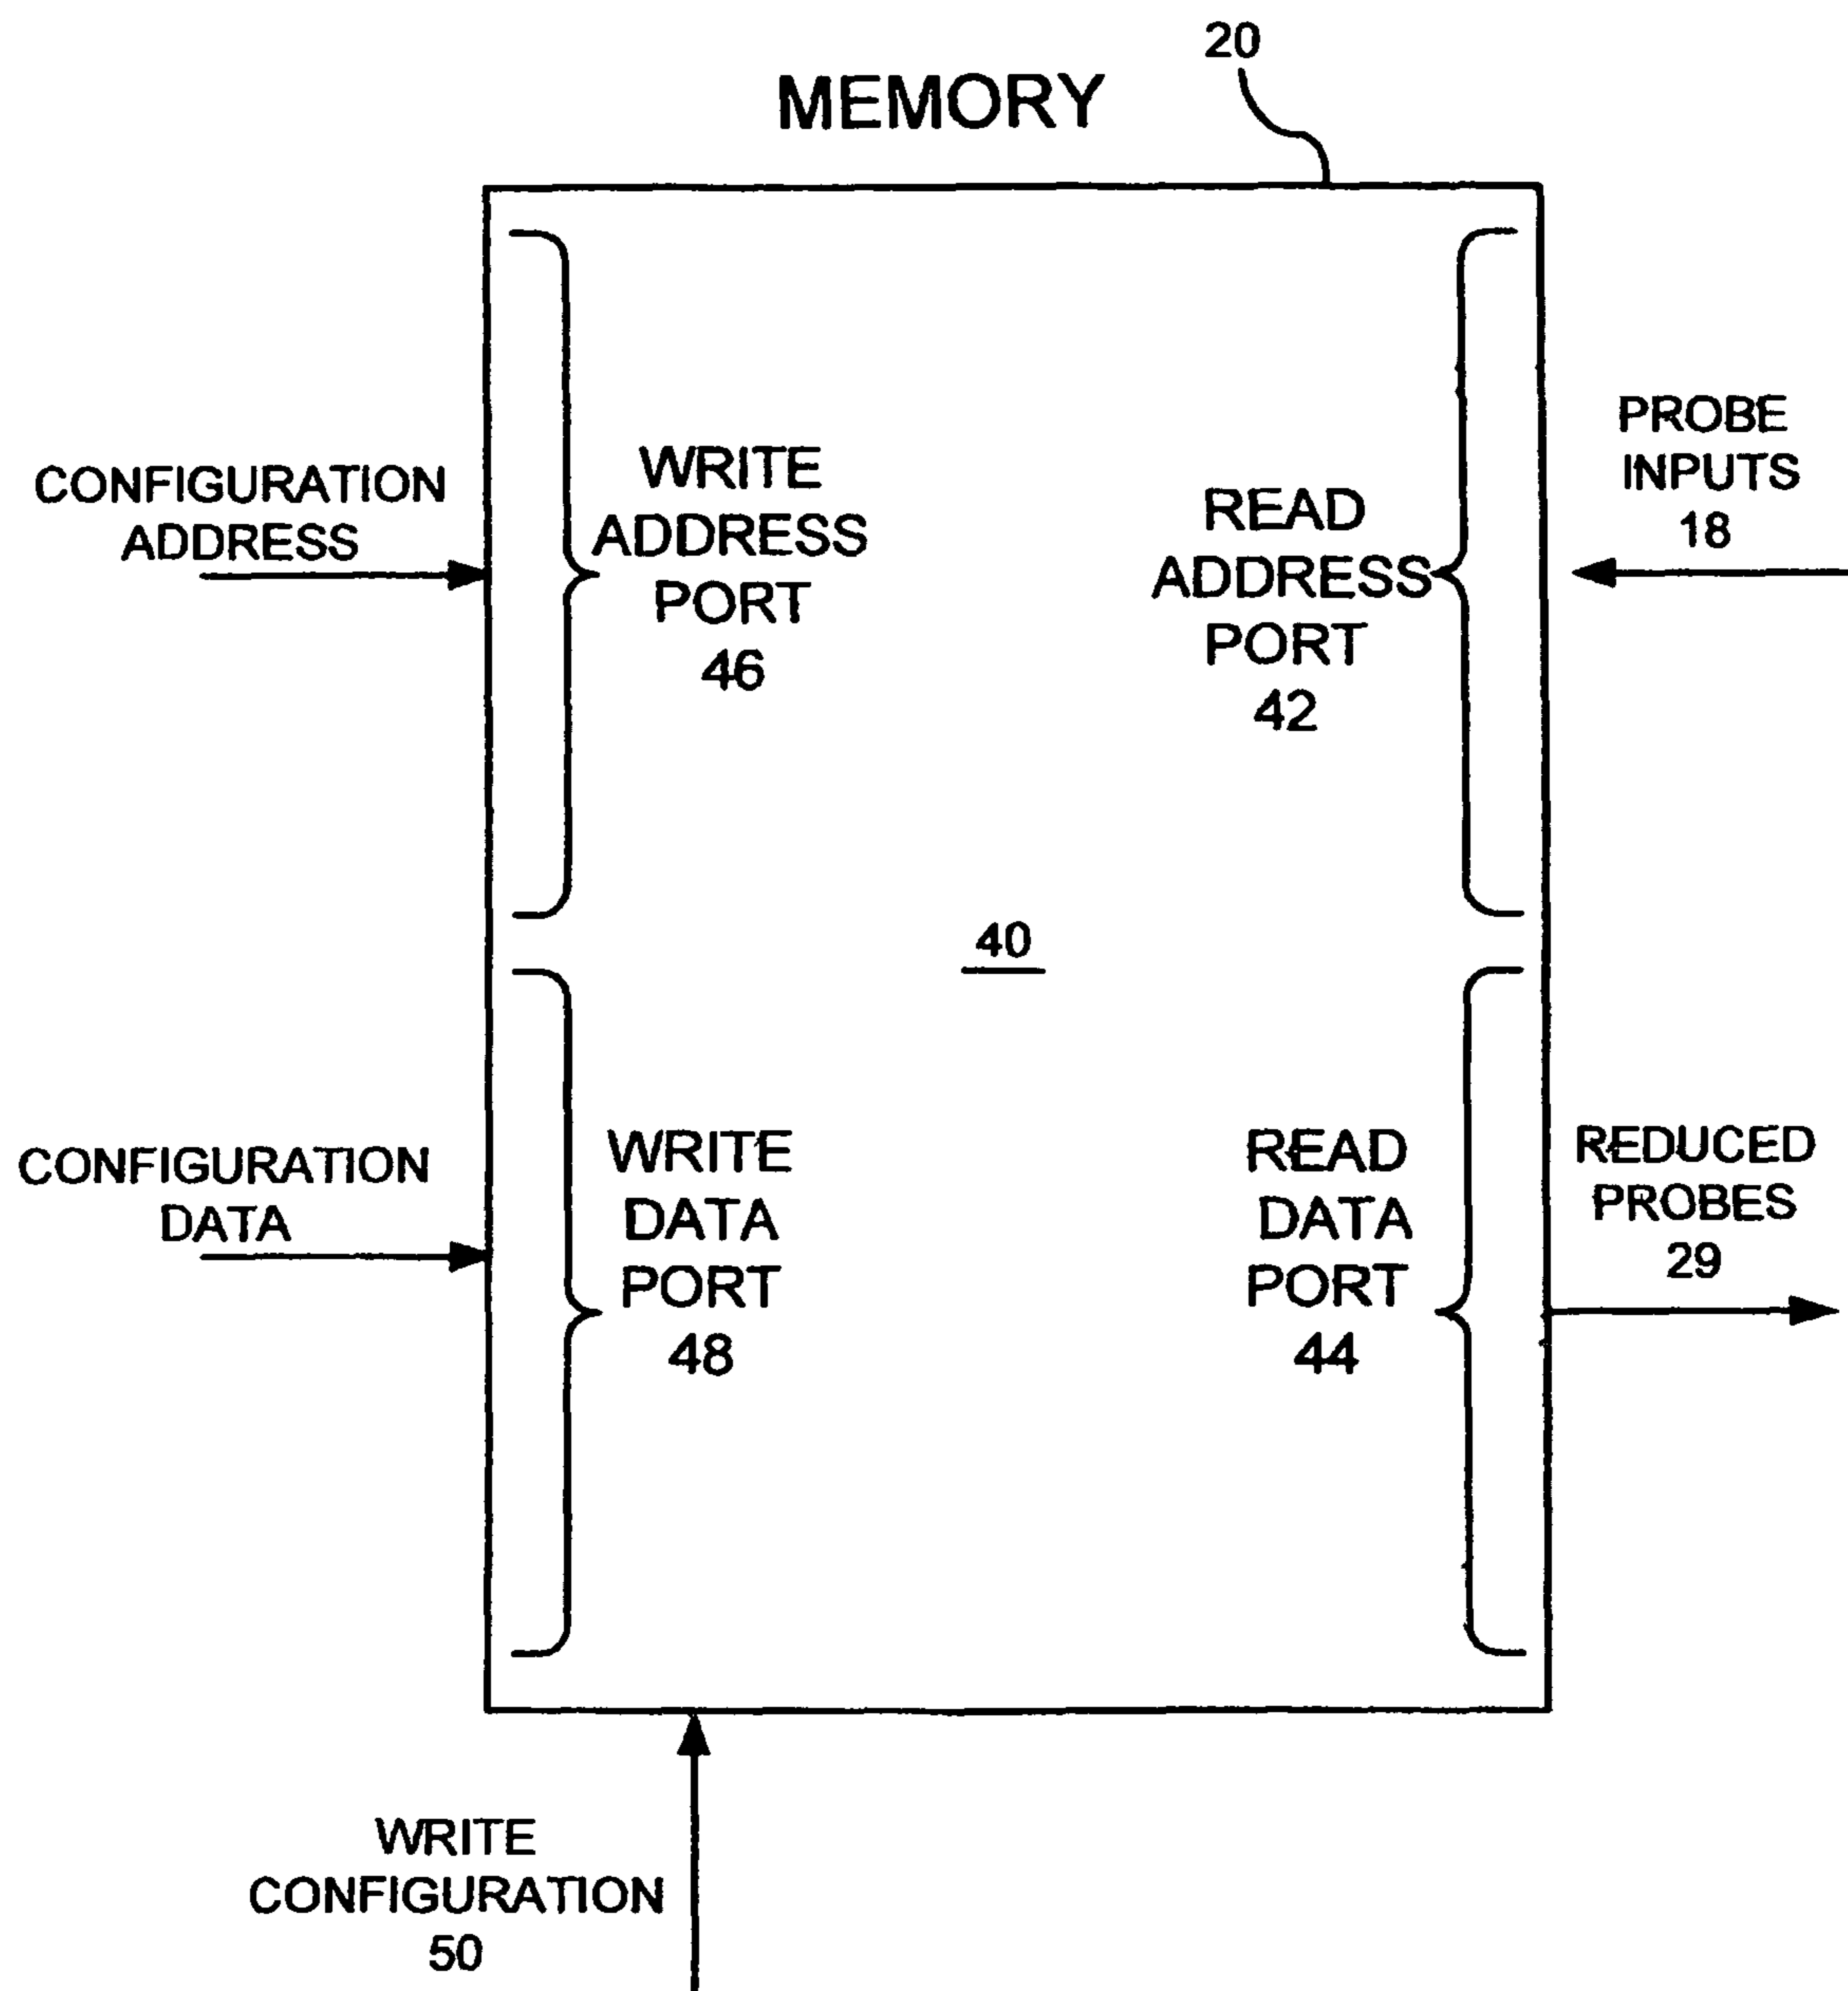 20
MEMORY
CONFIGURATION
ADDRESS
WRITE
ADDRESS
PORT
46
READ
ADDRESS
PORT
42
PROBE
INPUTS
18
40
CONFIGURATION
DATA
WRITE
DATA
PORT
48
READ
DATA
PORT
44
REDUCED
PROBES
29
WRITE
CONFIGURATION
50